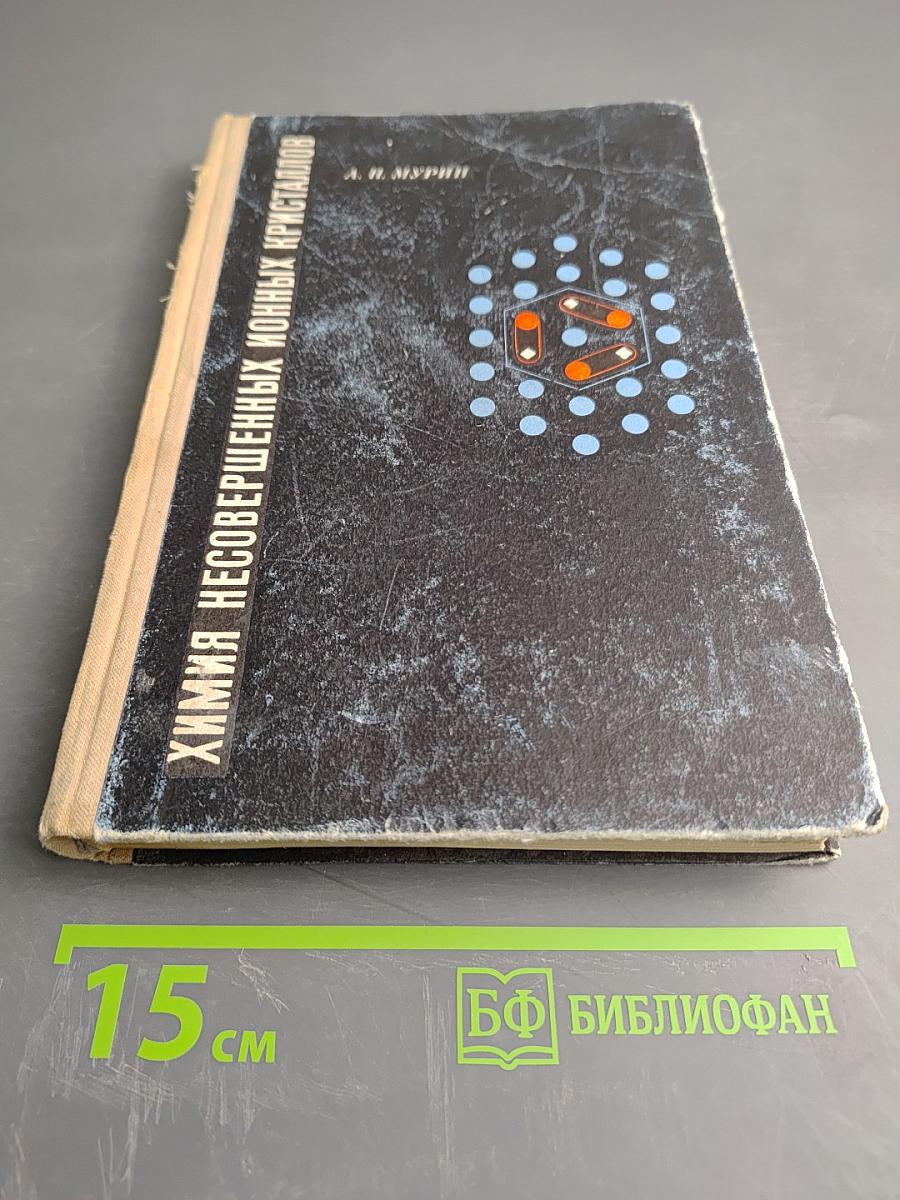 А. Н. МУРИН
ХИМИЯ НЕСОВЕРШЕННЫХ ИОННЫХ КРИСТАЛЛОВ
15 см
БФ БИБЛИОФАН